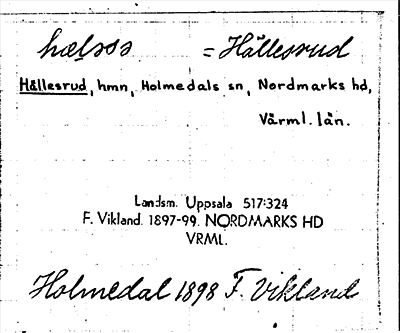 hœlsɘɘ = Hällesrud
Hällesrud, hmn, Holmedals sn, Nordmarks hd,
Värml. län.
Landsm. Uppsala 517:324
F. Vikland. 1897-99. NORDMARKS HD
VRML.
Holmedal 1898 F. Vikland